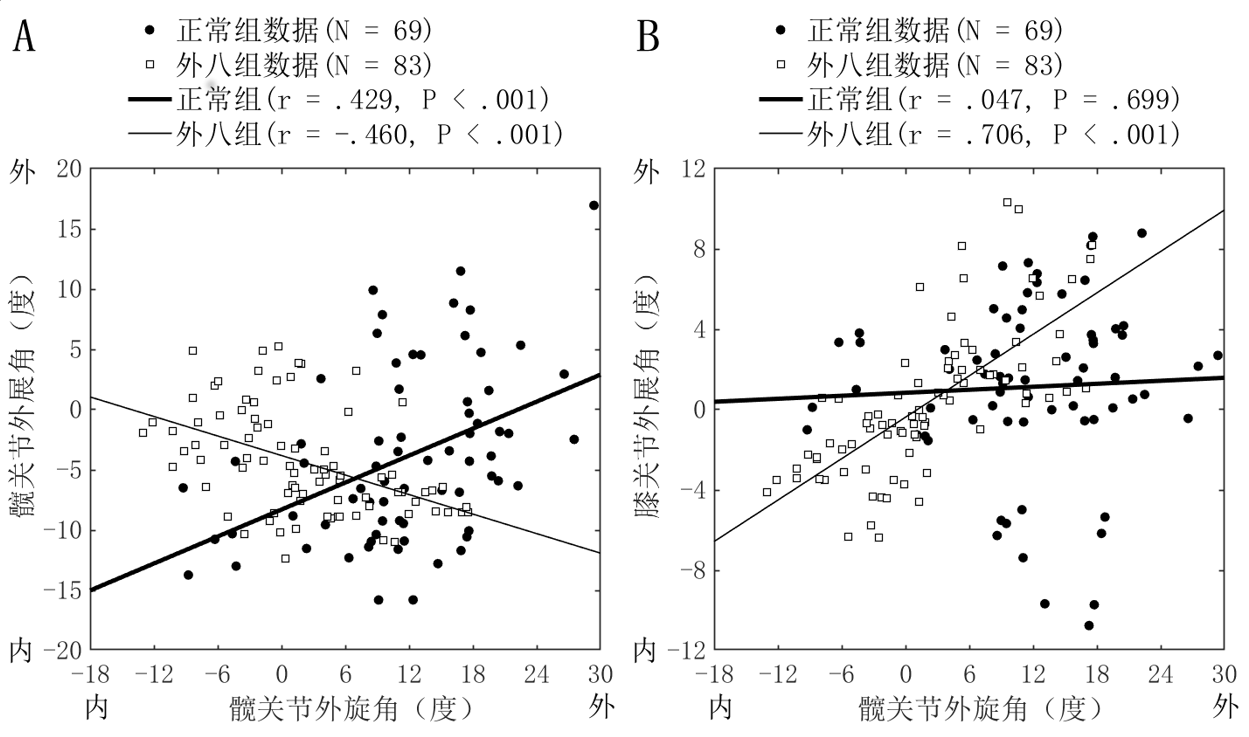 A
正常组数据(N = 69)
外八组数据(N = 83)
正常组(r = .429, P < .001)
外八组(r = -.460, P < .001)
外
20
15
10
5
0
-5
-10
-15
-20
内
髋关节外展角（度）
-18 -12 -6 0 6 12 18 24 30
内 髋关节外旋角（度） 外
B
正常组数据(N = 69)
外八组数据(N = 83)
正常组(r = .047, P = .699)
外八组(r = .706, P < .001)
外
12
8
4
0
-4
-8
-12
内
膝关节外展角（度）
-18 -12 -6 0 6 12 18 24 30
内 髋关节外旋角（度） 外